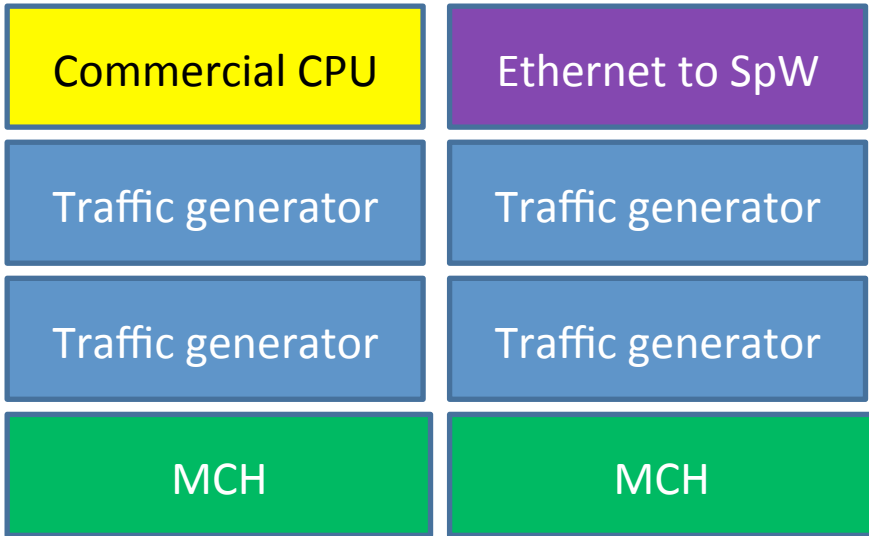 Commercial CPU
Ethernet to SpW
Traffic generator
Traffic generator
Traffic generator
Traffic generator
MCH
MCH